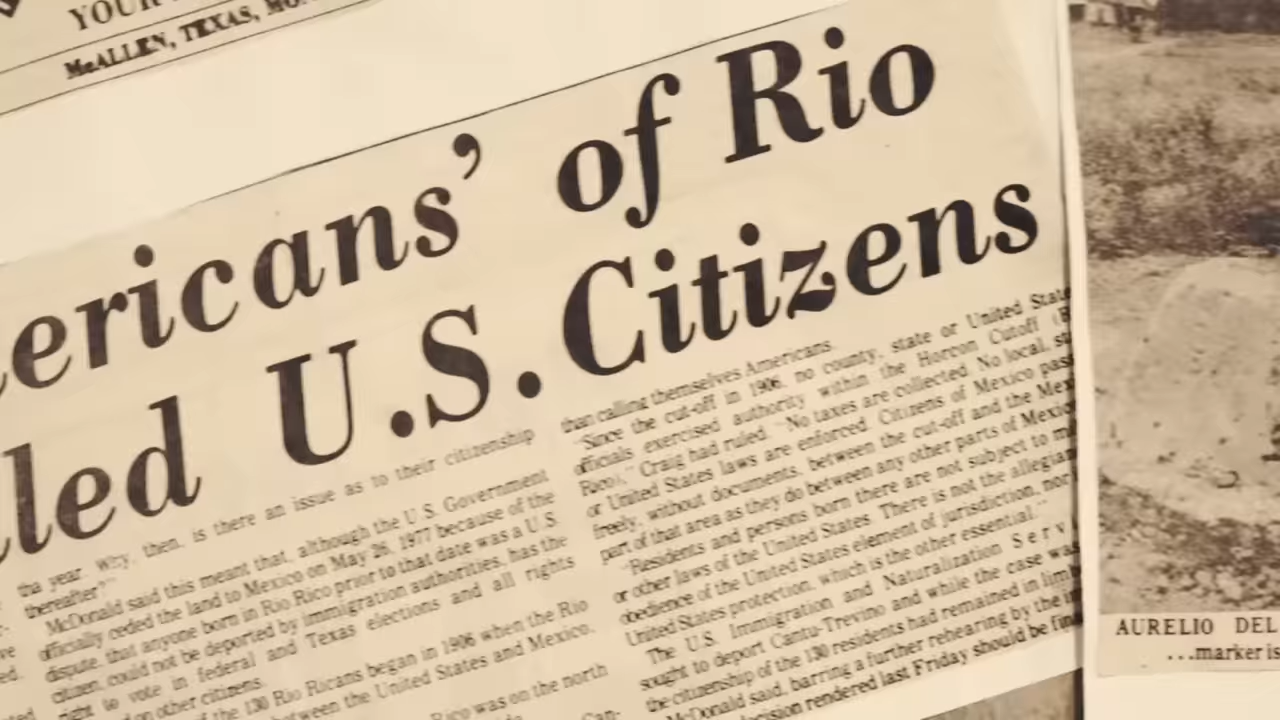 YOUR
McALLEN, TEXAS, MO
ericans' of Rio
led U.S. Citizens
tha year. Why, then, is there an issue as to their citizenship
thereafter?"
McDonald said this meant that, although the U.S. Government
officially ceded the land to Mexico on May 26, 1977 because of the
dispute, that anyone born in Rio Rico prior to that date was a U.S.
citizen, could not be deported by immigration authorities, has the
right to vote in federal and Texas elections and all rights
on other citizens.
of the 130 Rio Ricans began in 1906 when the Rio
between the United States and Mexico.
Rico was on the north
Can-
than calling themselves Americans.
"Since the cut-off in 1906, no county, state or United State
officials exercised authority within the Horcon Cutoff (R
Rico)," Craig had ruled. "No taxes are collected. No local, st
or United States laws are enforced. Citizens of Mexico pass
freely, without documents, between the cut-off and the Mex
part of that area as they do between any other parts of Mexic
"Residents and persons born there are not subject to m
or other laws of the United States. There is not the allegian
obedience of the United States element of jurisdiction, nor
United States protection, which is the other essential."
The U.S. Immigration and Naturalization Serv
sought to deport Cantu-Trevino and while the case was
the citizenship of the 130 residents had remained in limb
McDonald said, barring a further rehearing by the
decision rendered last Friday should be fin
AURELIO DEL
...marker is